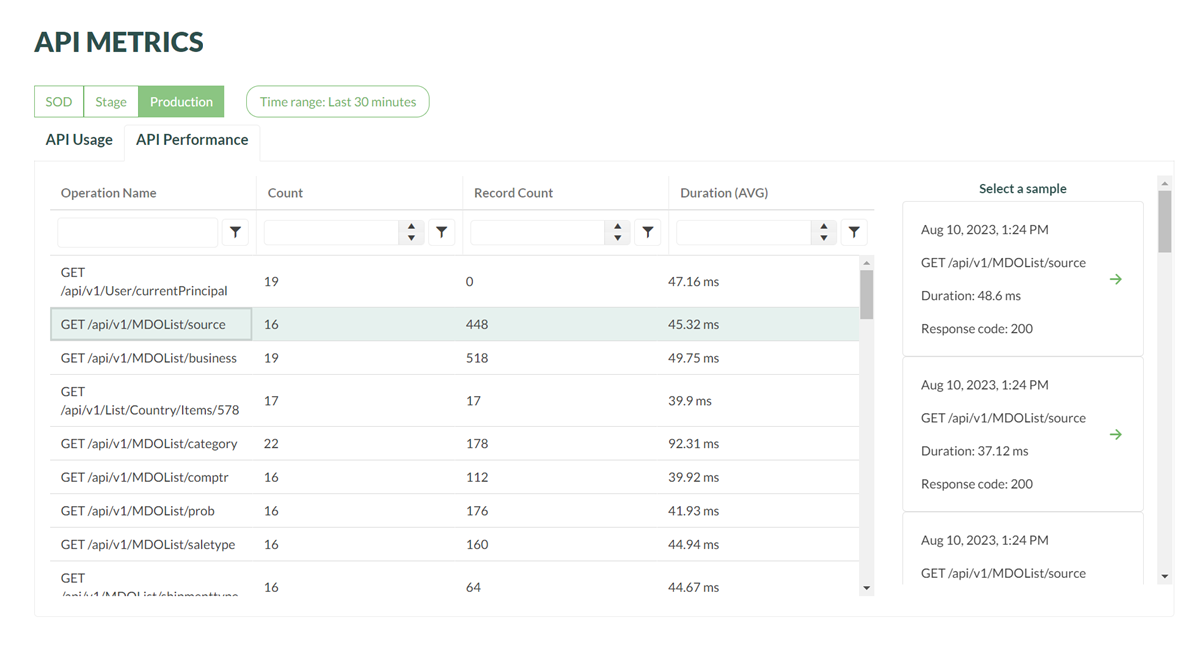 API METRICS
SOD Stage Production Time range: Last 30 minutes
API Usage API Performance
Operation Name Count Record Count Duration (AVG)
GET
/api/v1/User/currentPrincipal 19 0 47.16 ms
GET /api/v1/MDOList/source 16 448 45.32 ms
GET /api/v1/MDOList/business 19 518 49.75 ms
GET
/api/v1/List/Country/Items/578 17 17 39.9 ms
GET /api/v1/MDOList/category 22 178 92.31 ms
GET /api/v1/MDOList/comptr 16 112 39.92 ms
GET /api/v1/MDOList/prob 16 176 41.93 ms
GET /api/v1/MDOList/saletype 16 160 44.94 ms
GET
/api/v1/MDOList/shipmenttype 16 64 44.67 ms
Select a sample
Aug 10, 2023, 1:24 PM
GET /api/v1/MDOList/source
Duration: 48.6 ms
Response code: 200
Aug 10, 2023, 1:24 PM
GET /api/v1/MDOList/source
Duration: 37.12 ms
Response code: 200
Aug 10, 2023, 1:24 PM
GET /api/v1/MDOList/source